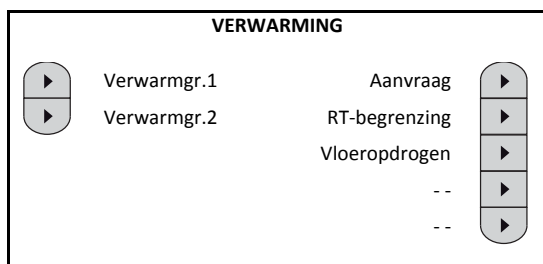 VERWARMING
Verwarmgr.1 Aanvraag
Verwarmgr.2 RT-begrenzing
Vloeropdrogen
- -
- -